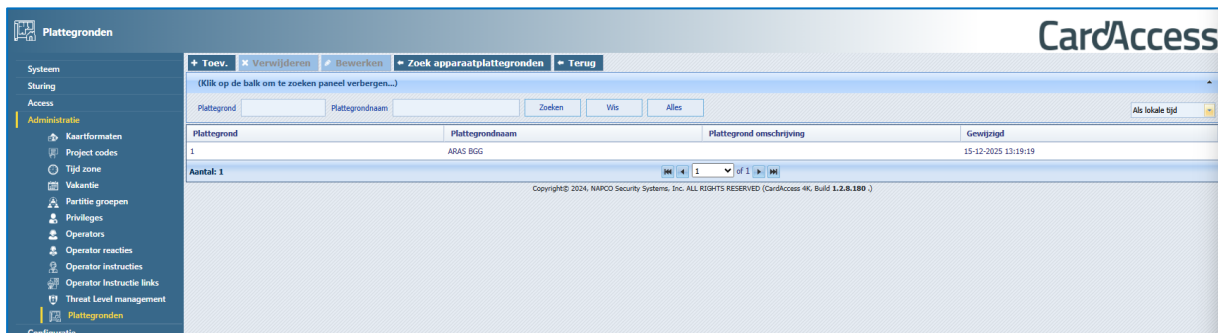 Plattegronden
CardAccess
Systeem
Sturing
Access
Administratie
Kaartformaten
Project codes
Tijd zone
Vakantie
Partitie groepen
Privileges
Operators
Operator reacties
Operator instructies
Operator Instructie links
Threat Level management
Plattegronden
Configuratie
+ Toev. × Verwijderen Bewerken Zoek apparaatplattegronden Terug
(Klik op de balk om te zoeken paneel verbergen...)
Plattegrond Plattegrondnaam Zoeken Wis Alles Als lokale tijd
Plattegrond Plattegrondnaam Plattegrond omschrijving Gewijzigd
1 ARAS BGG 15-12-2025 13:19:19
Aantal: 1 1 of 1
Copyright© 2024, NAPCO Security Systems, Inc. ALL RIGHTS RESERVED (CardAccess 4K, Build 1.2.8.180 .)